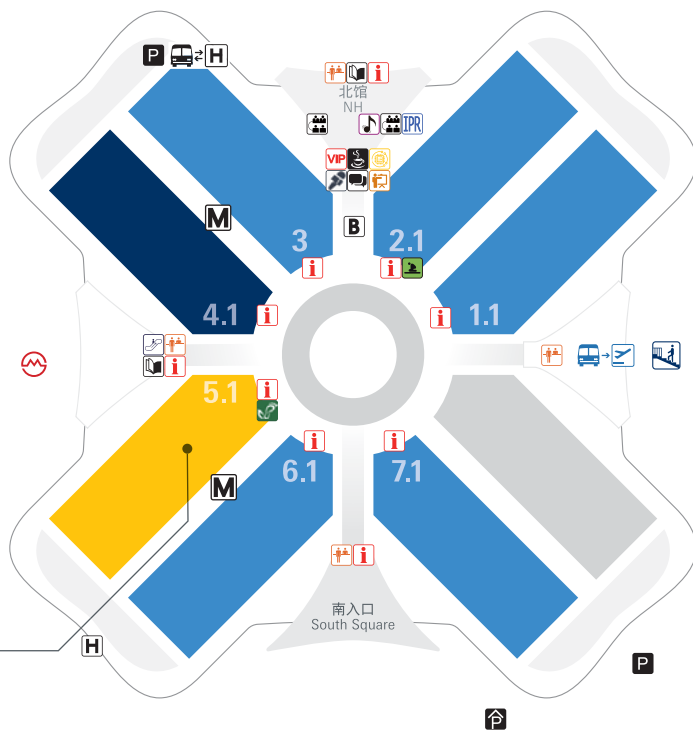 P H
北馆
NH
IPR
VIP
M
B
3
2.1
4.1
1.1
5.1
M
6.1
7.1
南入口
South Square
H
P
P